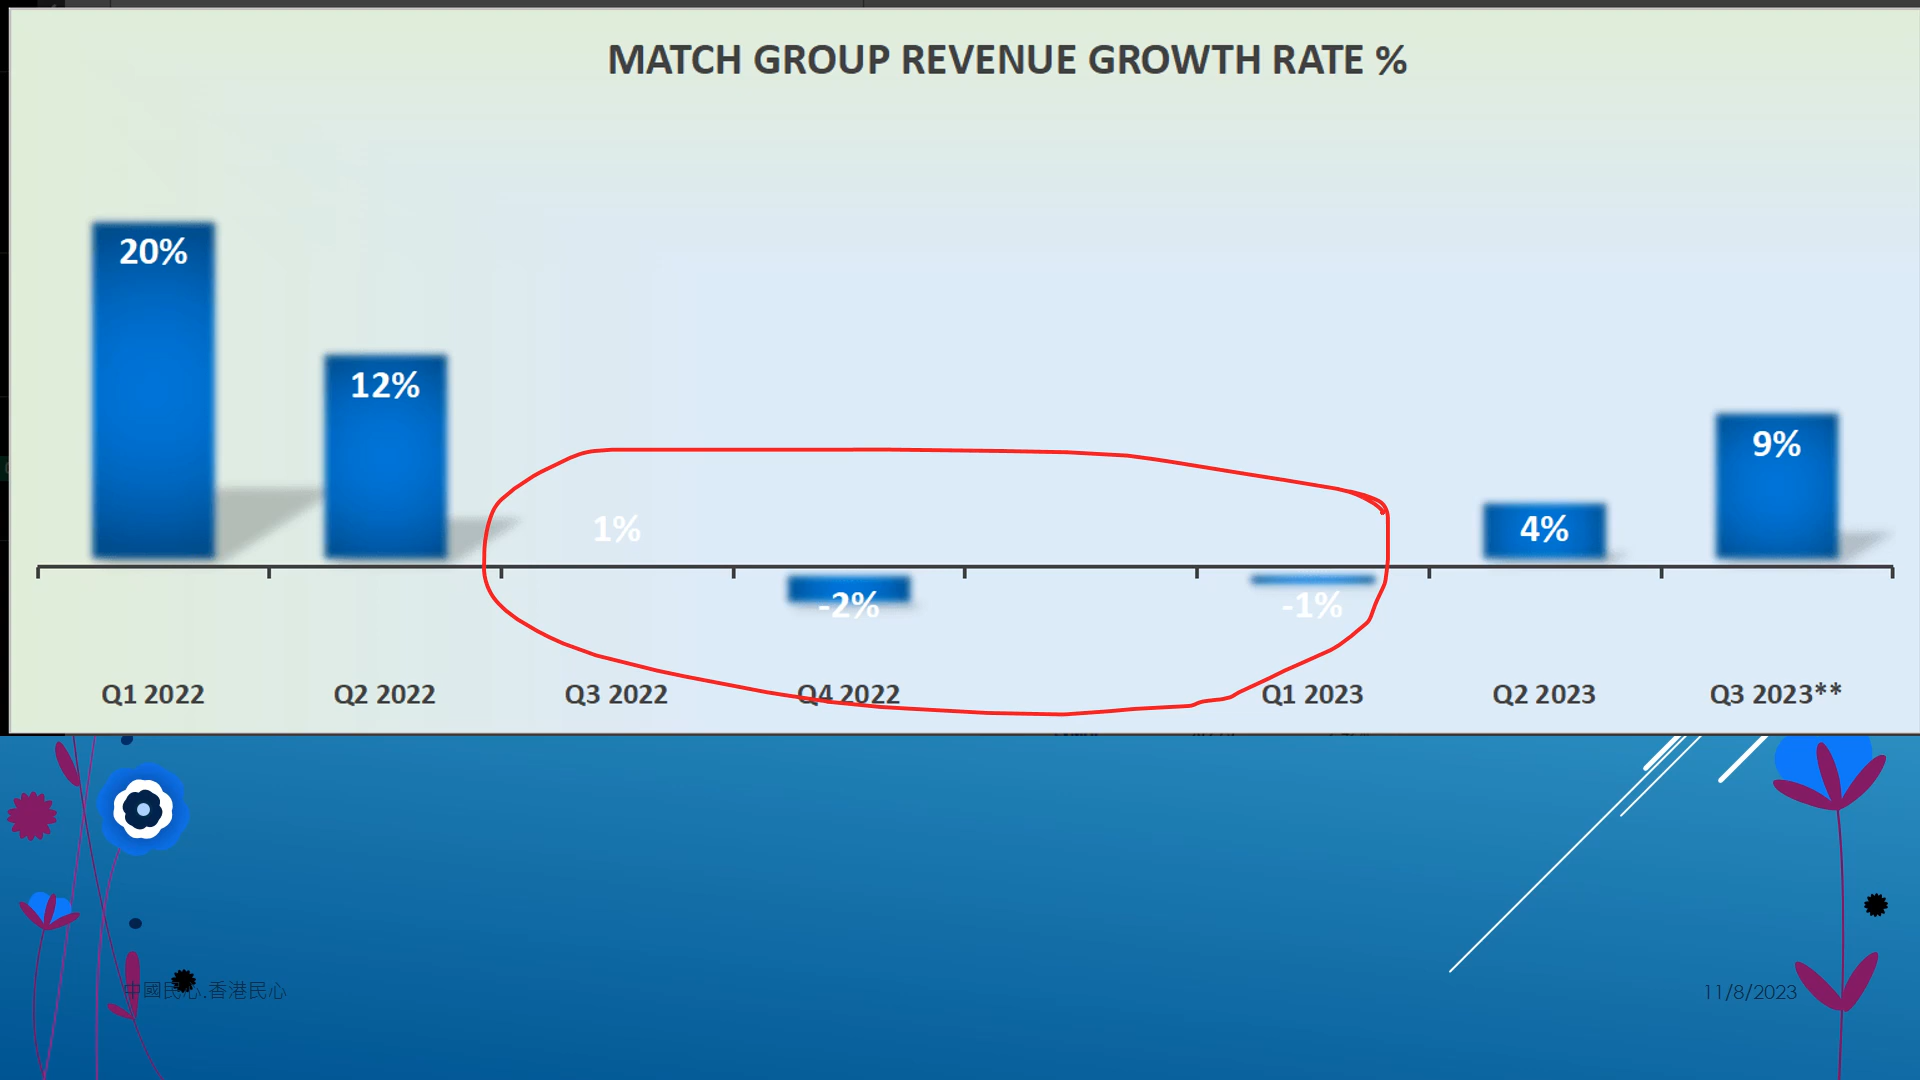 MATCH GROUP REVENUE GROWTH RATE %
20%
12%
1%
-2%
-1%
4%
9%
Q1 2022 Q2 2022 Q3 2022 Q4 2022 Q1 2023 Q2 2023 Q3 2023**
中國民心.香港民心 11/8/2023